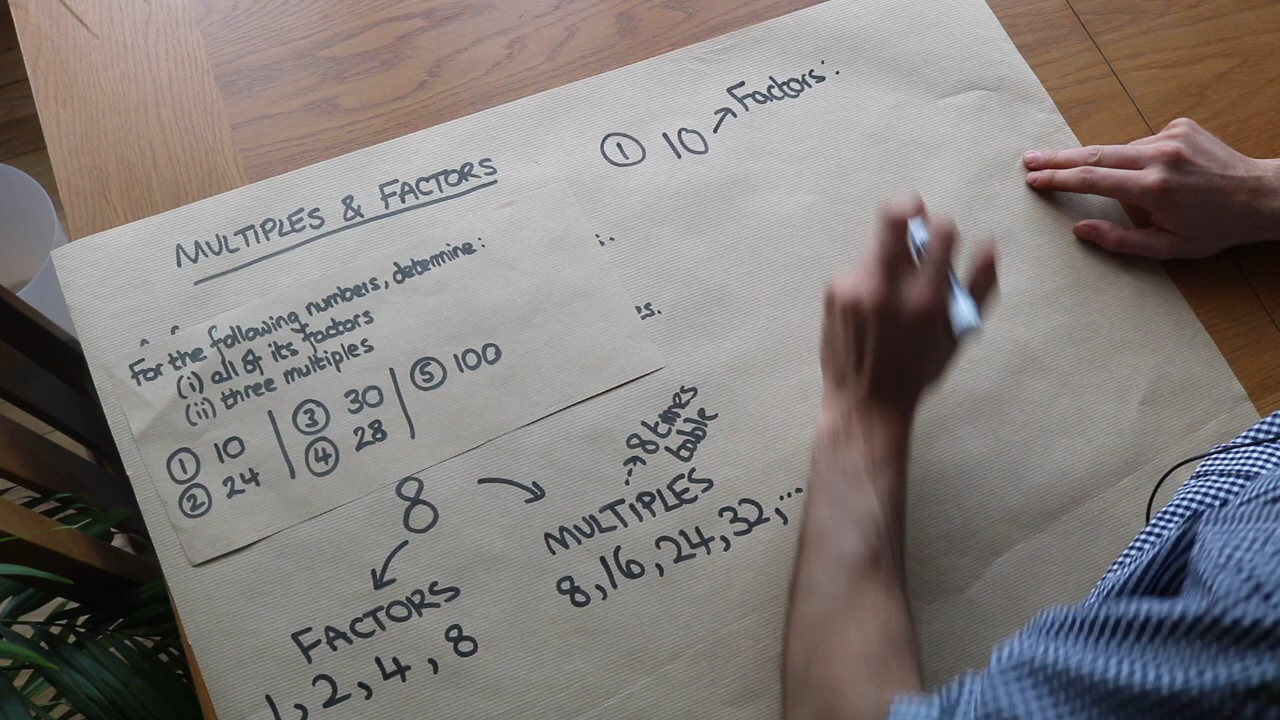 MULTIPLES & FACTORS
For the following numbers, determine:
(i) all of its factors
(ii) three multiples
① 10
② 24
③ 30
④ 28
⑤ 100
8
→ 8 times
table
MULTIPLES
8, 16, 24, 32, ...
FACTORS
1, 2, 4, 8
① 10 → Factors: